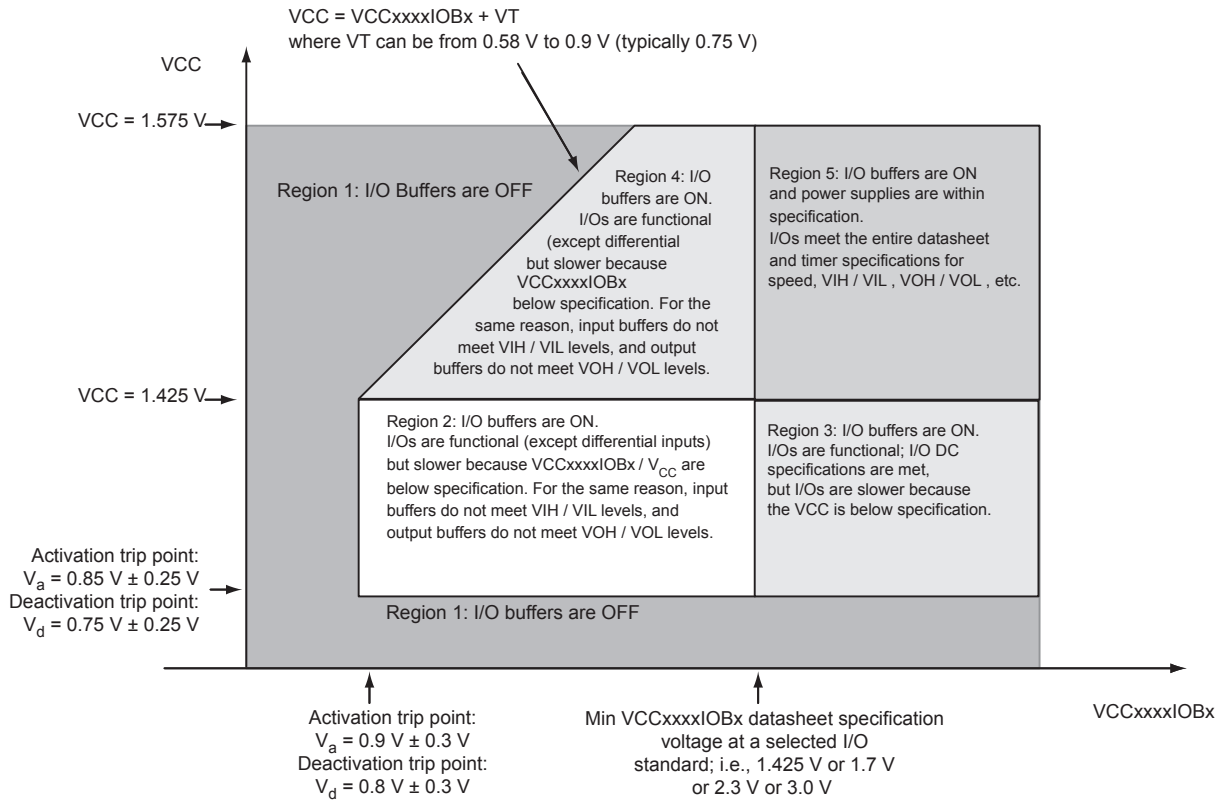 VCC = VCCxxxxIOBx + VT
where VT can be from 0.58 V to 0.9 V (typically 0.75 V)
VCC
VCC = 1.575 V
Region 1: I/O Buffers are OFF
Region 4: I/O
buffers are ON.
I/Os are functional
(except differential
but slower because
VCCxxxxIOBx
below specification. For the
same reason, input buffers do not
meet VIH / VIL levels, and output
buffers do not meet VOH / VOL levels.
Region 5: I/O buffers are ON
and power supplies are within
specification.
I/Os meet the entire datasheet
and timer specifications for
speed, VIH / VIL , VOH / VOL , etc.
VCC = 1.425 V
Region 2: I/O buffers are ON.
I/Os are functional (except differential inputs)
but slower because VCCxxxxIOBx / VCC are
below specification. For the same reason, input
buffers do not meet VIH / VIL levels, and
output buffers do not meet VOH / VOL levels.
Region 3: I/O buffers are ON.
I/Os are functional; I/O DC
specifications are met,
but I/Os are slower because
the VCC is below specification.
Activation trip point:
Va = 0.85 V ± 0.25 V
Deactivation trip point:
Vd = 0.75 V ± 0.25 V
Region 1: I/O buffers are OFF
VCCxxxxIOBx
Activation trip point:
Va = 0.9 V ± 0.3 V
Deactivation trip point:
Vd = 0.8 V ± 0.3 V
Min VCCxxxxIOBx datasheet specification
voltage at a selected I/O
standard; i.e., 1.425 V or 1.7 V
or 2.3 V or 3.0 V